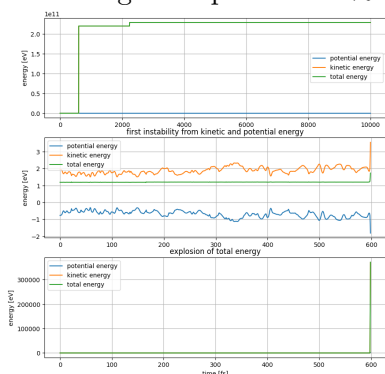 1e11
2.0
1.5
1.0
0.5
0.0
energy [eV]
potential energy
kinetic energy
total energy
0 2000 4000 6000 8000 10000
first instability from kinetic and potential energy
3
2
1
0
−1
−2
energy [eV]
potential energy
kinetic energy
total energy
0 100 200 300 400 500 600
explosion of total energy
300000
200000
100000
0
energy [eV]
potential energy
kinetic energy
total energy
0 100 200 300 400 500 600
time [fs]